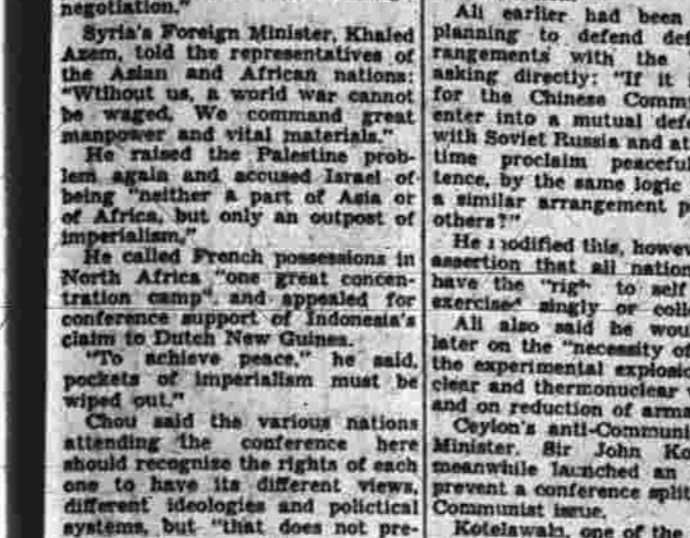 negotiation."
Syria's Foreign Minister, Khaled
Azem, told the representatives of
the Asian and African nations:
"Wtihout us, a world war cannot
be waged. We command great
manpower and vital materials."
He raised the Palestine prob-
lem again and accused Israel of
being "neither a part of Asia or
of Africa, but only an outpost of
imperialism."
He called French possessions in
North Africa "one great concen-
tration camp" and appealed for
conference support of Indonesia's
claim to Dutch New Guinea.
"To achieve peace," he said,
pockets of imperialism must be
wiped out."
Chou said the various nations
attending the conference here
should recognize the rights of each
one to have its different views,
different ideologies and polictical
systems, but "that does not pre-
Ali earlier had been
planning to defend def
rangements with the
asking directly: "If it
for the Chinese Comm
enter into a mutual defe
with Soviet Russia and at
time proclaim peaceful
tence, by the same logic
a similar arrangement p
others?"
He modified this, howev
assertion that all nation
have the "rig to self
exercised singly or coll
Ali also said he wou
later on the "necessity of
the experimental explosio
clear and thermonuclear
and on reduction of arma
Ceylon's anti-Communi
Minister, Sir John Ko
meanwhile launched an
prevent a conference split
Communist issue.
Kotelawala, one of the